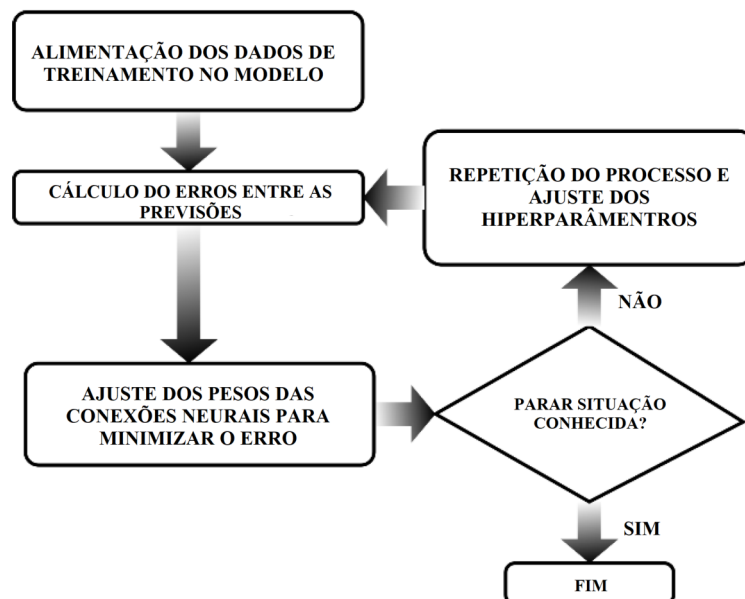 ALIMENTAÇÃO DOS DADOS DE
TREINAMENTO NO MODELO
CÁLCULO DO ERROS ENTRE AS
PREVISÕES
REPETIÇÃO DO PROCESSO E
AJUSTE DOS
HIPERPARÂMENTROS
NÃO
AJUSTE DOS PESOS DAS
CONEXÕES NEURAIS PARA
MINIMIZAR O ERRO
PARAR SITUAÇÃO
CONHECIDA?
SIM
FIM